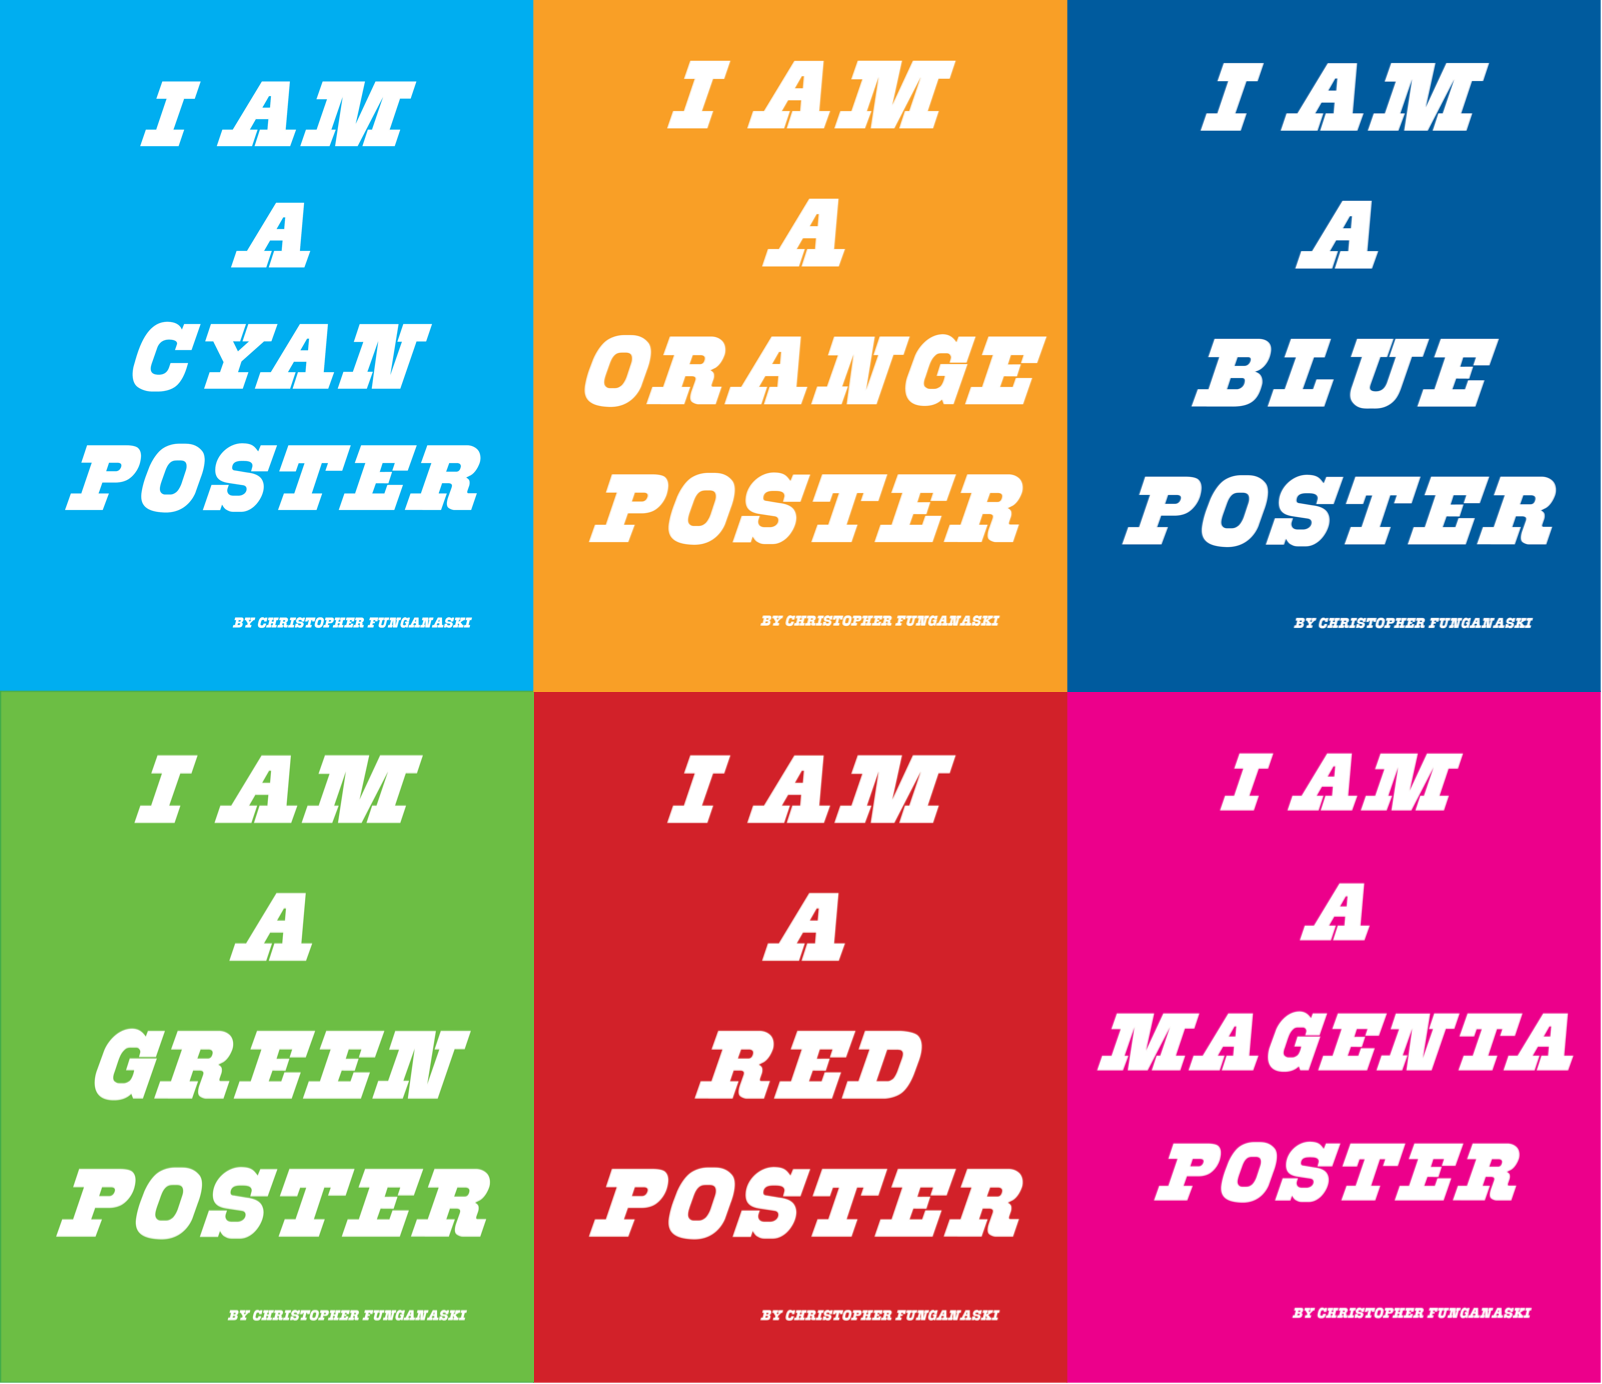 I AM
A
CYAN
POSTER
BY CHRISTOPHER FUNGANASKI
I AM
A
ORANGE
POSTER
BY CHRISTOPHER FUNGANASKI
I AM
A
BLUE
POSTER
BY CHRISTOPHER FUNGANASKI
I AM
A
GREEN
POSTER
BY CHRISTOPHER FUNGANASKI
I AM
A
RED
POSTER
BY CHRISTOPHER FUNGANASKI
I AM
A
MAGENTA
POSTER
BY CHRISTOPHER FUNGANASKI